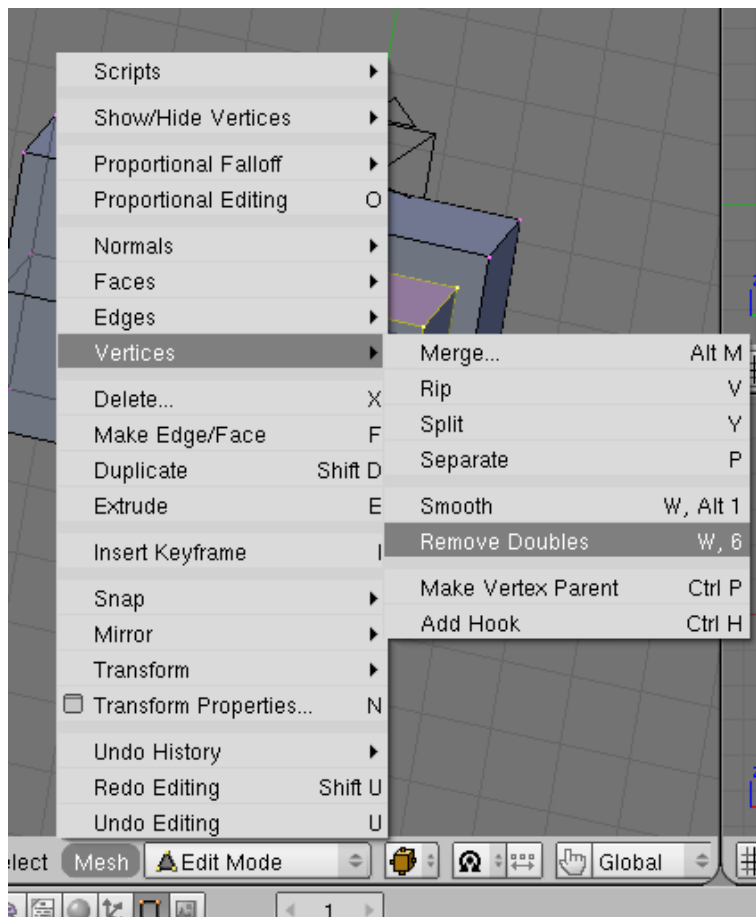 Scripts
Show/Hide Vertices
Proportional Falloff
Proportional Editing O
Normals
Faces
Edges
Vertices
Delete... X
Make Edge/Face F
Duplicate Shift D
Extrude E
Insert Keyframe I
Snap
Mirror
Transform
Transform Properties... N
Undo History
Redo Editing Shift U
Undo Editing U
Merge... Alt M
Rip V
Split Y
Separate P
Smooth W, Alt 1
Remove Doubles W, 6
Make Vertex Parent Ctrl P
Add Hook Ctrl H
elect Mesh Edit Mode Global
1